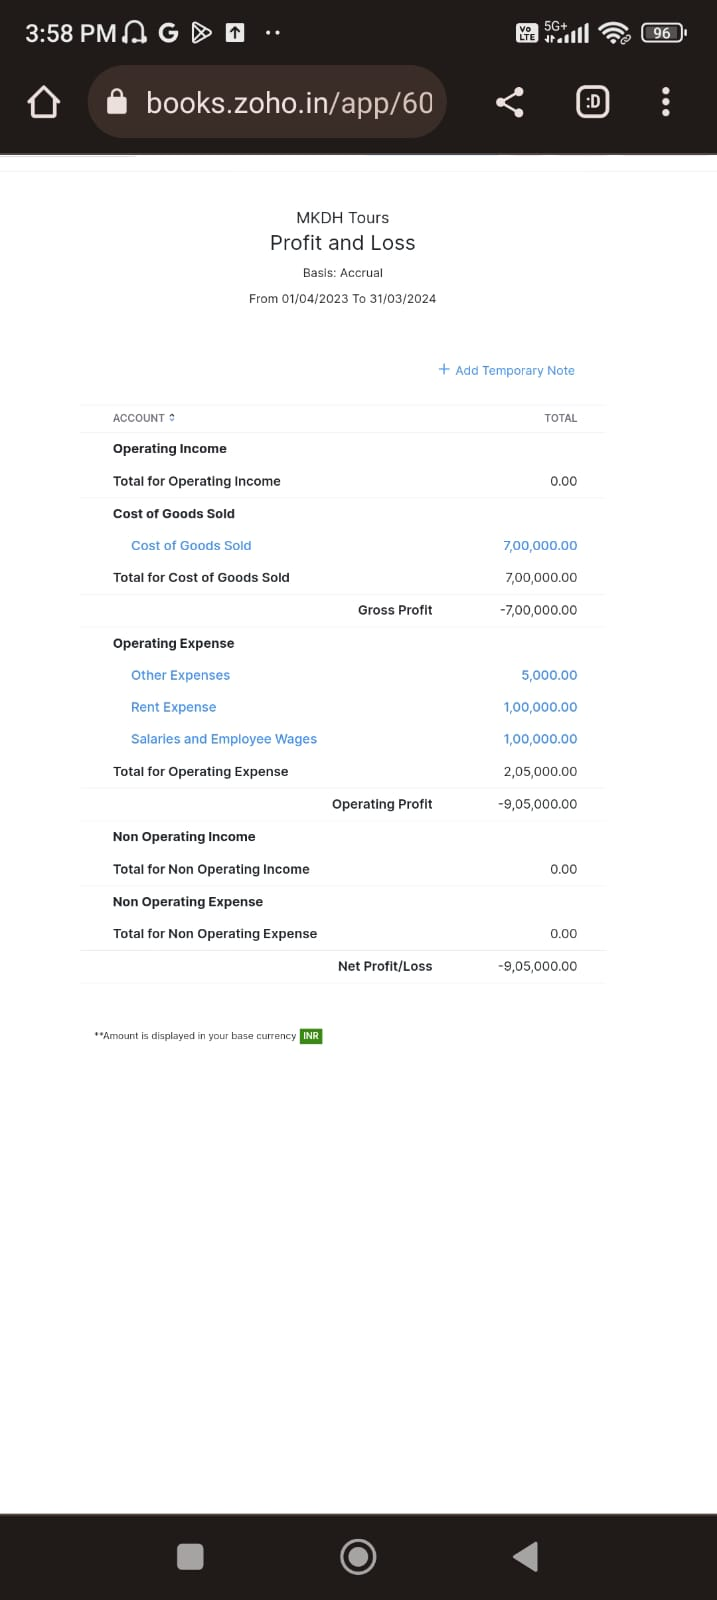 3:58 PM
Vo LTE 5G+ 96
books.zoho.in/app/60
:D
MKDH Tours
Profit and Loss
Basis: Accrual
From 01/04/2023 To 31/03/2024
+ Add Temporary Note
ACCOUNT TOTAL
Operating Income
Total for Operating Income 0.00
Cost of Goods Sold
Cost of Goods Sold 7,00,000.00
Total for Cost of Goods Sold 7,00,000.00
Gross Profit -7,00,000.00
Operating Expense
Other Expenses 5,000.00
Rent Expense 1,00,000.00
Salaries and Employee Wages 1,00,000.00
Total for Operating Expense 2,05,000.00
Operating Profit -9,05,000.00
Non Operating Income
Total for Non Operating Income 0.00
Non Operating Expense
Total for Non Operating Expense 0.00
Net Profit/Loss -9,05,000.00
**Amount is displayed in your base currency INR